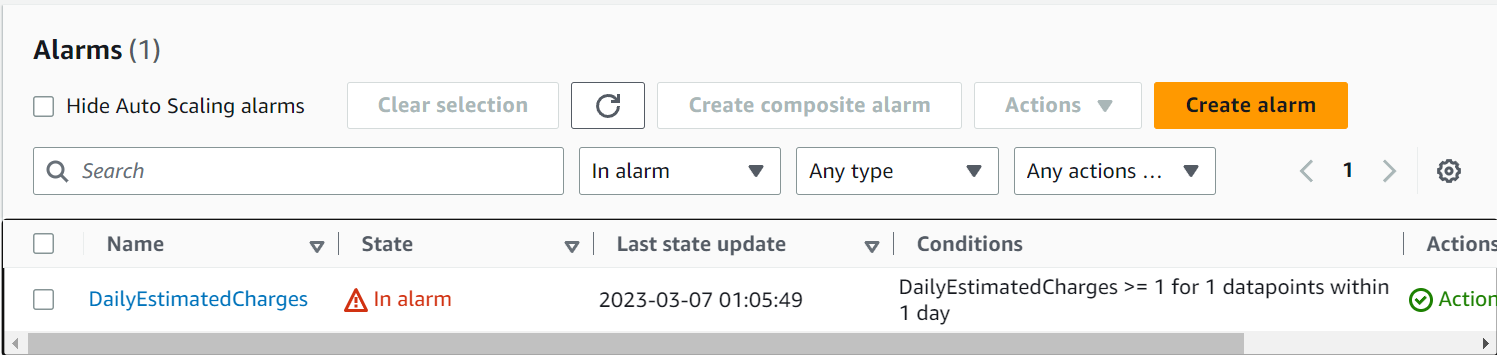 Alarms (1)
Hide Auto Scaling alarms Clear selection Create composite alarm Actions Create alarm
Search In alarm Any type Any actions ... 1
Name State Last state update Conditions Actions
DailyEstimatedCharges In alarm 2023-03-07 01:05:49 DailyEstimatedCharges >= 1 for 1 datapoints within Action
1 day